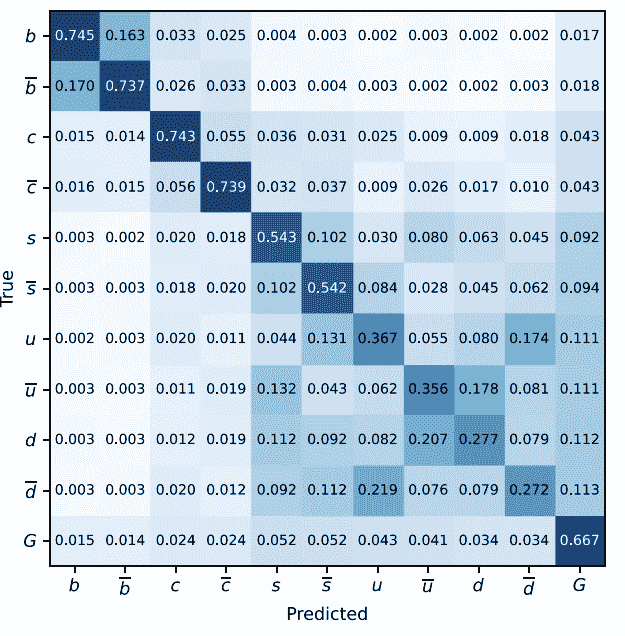 b 0.745 0.163 0.033 0.025 0.004 0.003 0.002 0.003 0.002 0.002 0.017
b̅ 0.170 0.737 0.026 0.033 0.003 0.004 0.003 0.002 0.002 0.003 0.018
c 0.015 0.014 0.743 0.055 0.036 0.031 0.025 0.009 0.009 0.018 0.043
c̅ 0.016 0.015 0.056 0.739 0.032 0.037 0.009 0.026 0.017 0.010 0.043
s 0.003 0.002 0.020 0.018 0.543 0.102 0.030 0.080 0.063 0.045 0.092
s̅ 0.003 0.003 0.018 0.020 0.102 0.542 0.084 0.028 0.045 0.062 0.094
True
u 0.002 0.003 0.020 0.011 0.044 0.131 0.367 0.055 0.080 0.174 0.111
u̅ 0.003 0.003 0.011 0.019 0.132 0.043 0.062 0.356 0.178 0.081 0.111
d 0.003 0.003 0.012 0.019 0.112 0.092 0.082 0.207 0.277 0.079 0.112
d̅ 0.003 0.003 0.020 0.012 0.092 0.112 0.219 0.076 0.079 0.272 0.113
G 0.015 0.014 0.024 0.024 0.052 0.052 0.043 0.041 0.034 0.034 0.667
b b̅ c c̅ s s̅ u u̅ d d̅ G
Predicted